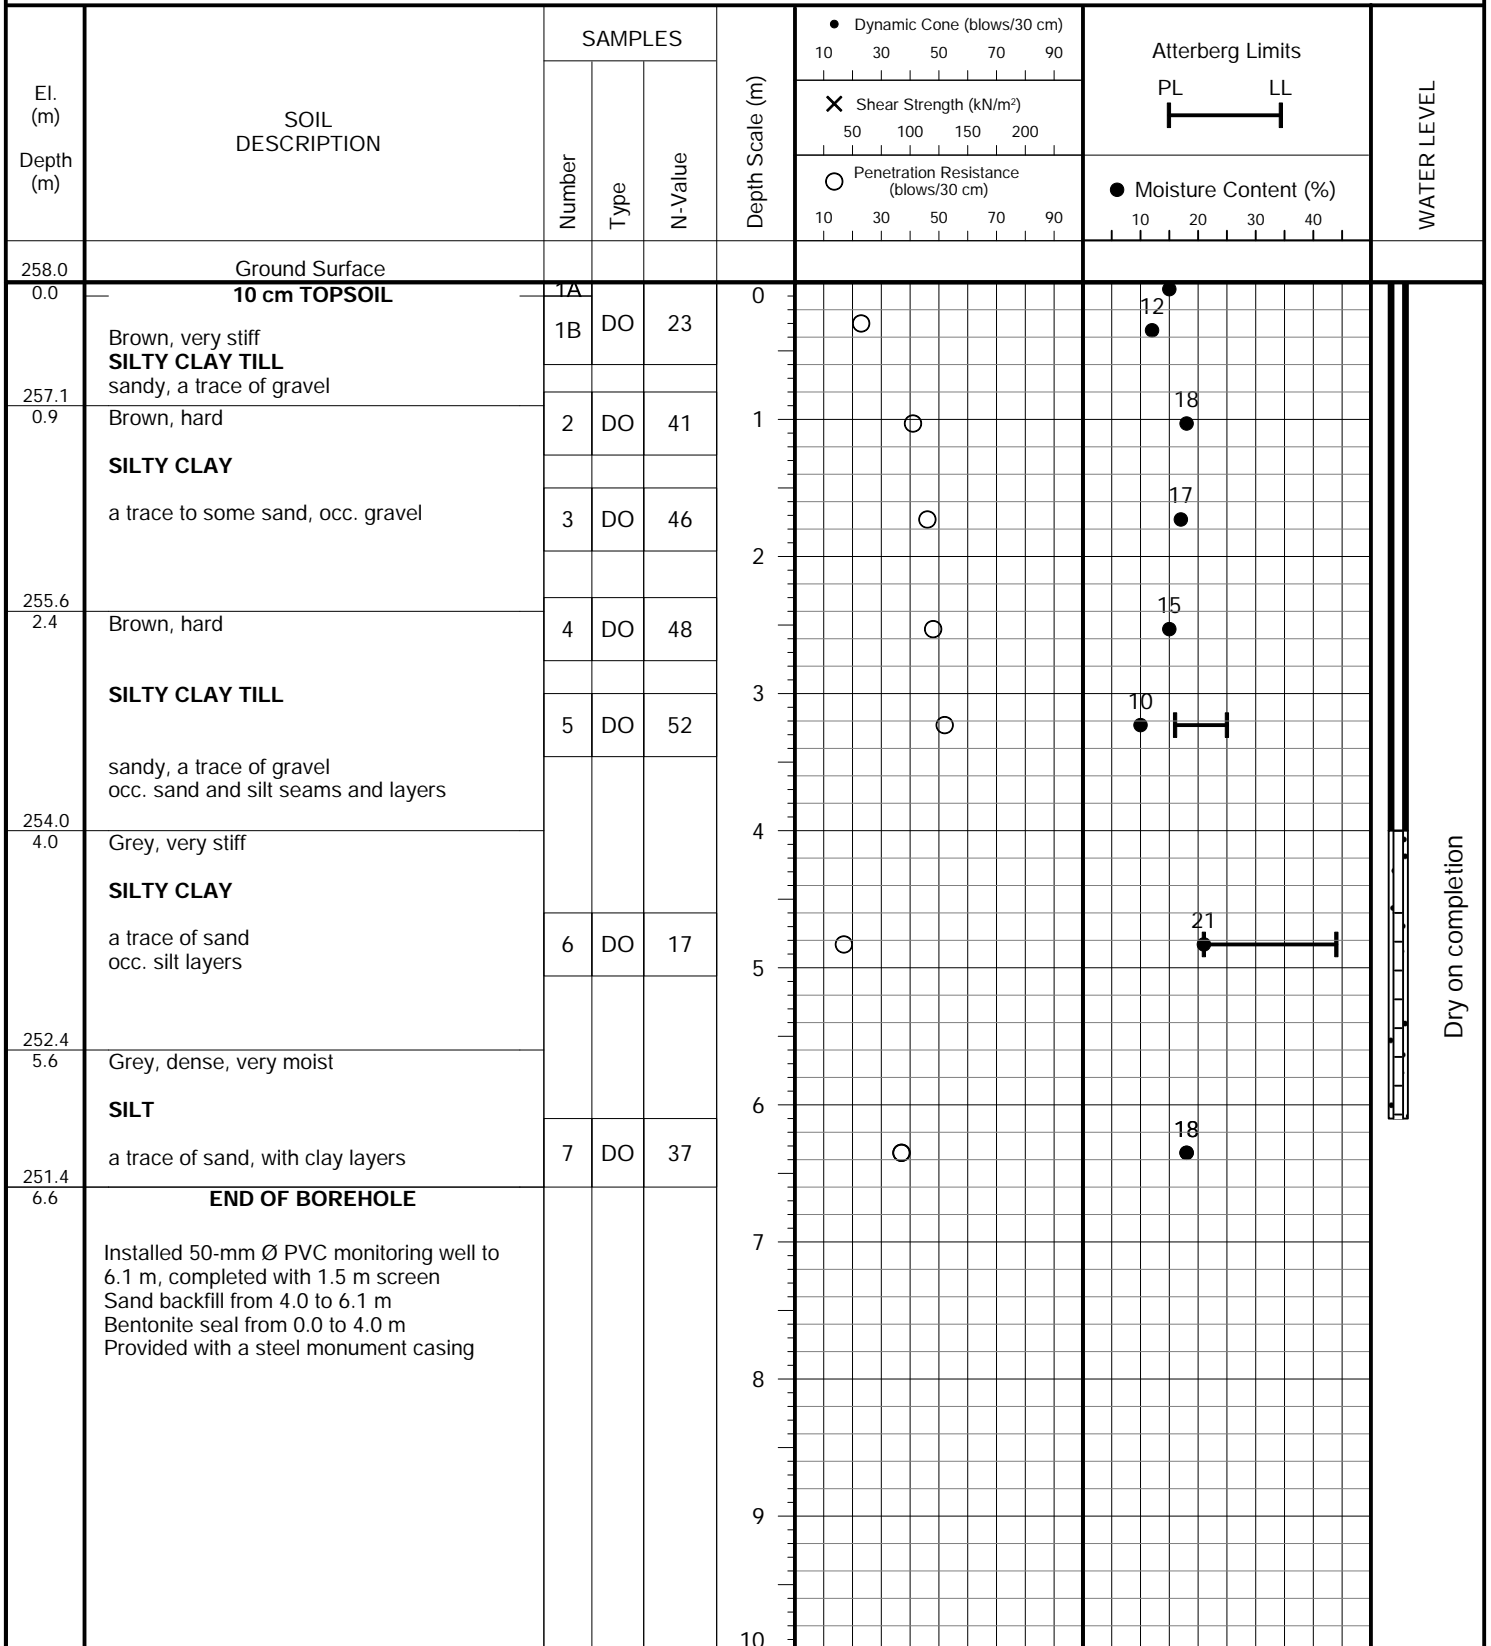 El.
(m)
Depth
(m)
SOIL
DESCRIPTION
SAMPLES
Number
Type
N-Value
Depth Scale (m)
• Dynamic Cone (blows/30 cm)
10 30 50 70 90
X Shear Strength (kN/m²)
50 100 150 200
Penetration Resistance
(blows/30 cm)
10 30 50 70 90
Atterberg Limits
PL LL
● Moisture Content (%)
10 20 30 40
WATER LEVEL
258.0 Ground Surface
0.0 10 cm TOPSOIL 1A 0
12
1B DO 23
Brown, very stiff
SILTY CLAY TILL
sandy, a trace of gravel
257.1
0.9 Brown, hard
2 DO 41 1 18
SILTY CLAY
17
a trace to some sand, occ. gravel
3 DO 46
2
255.6
2.4 Brown, hard
4 DO 48 15
SILTY CLAY TILL 3
10
5 DO 52
sandy, a trace of gravel
occ. sand and silt seams and layers
254.0
4.0 Grey, very stiff 4
SILTY CLAY
21
a trace of sand
occ. silt layers
6 DO 17
5
Dry on completion
252.4
5.6 Grey, dense, very moist
SILT 6
18
a trace of sand, with clay layers
7 DO 37
251.4
6.6 END OF BOREHOLE
7
Installed 50-mm Ø PVC monitoring well to
6.1 m, completed with 1.5 m screen
Sand backfill from 4.0 to 6.1 m
Bentonite seal from 0.0 to 4.0 m
Provided with a steel monument casing
8
9
10